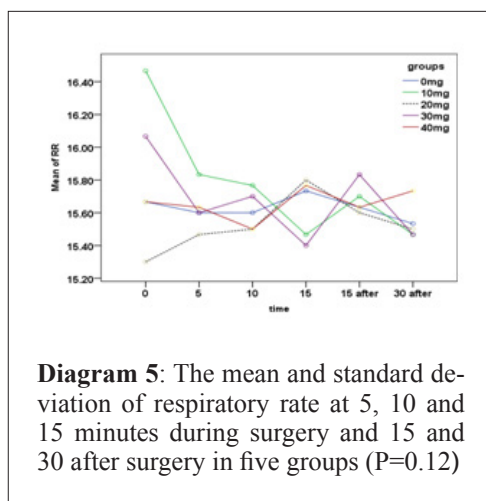 groups
0mg
10mg
20mg
30mg
40mg
16.40
16.20
16.00
15.80
15.60
15.40
15.20
Mean of RR
0 5 10 15 15 after 30 after
time
Diagram 5: The mean and standard de-
viation of respiratory rate at 5, 10 and
15 minutes during surgery and 15 and
30 after surgery in five groups (P=0.12)